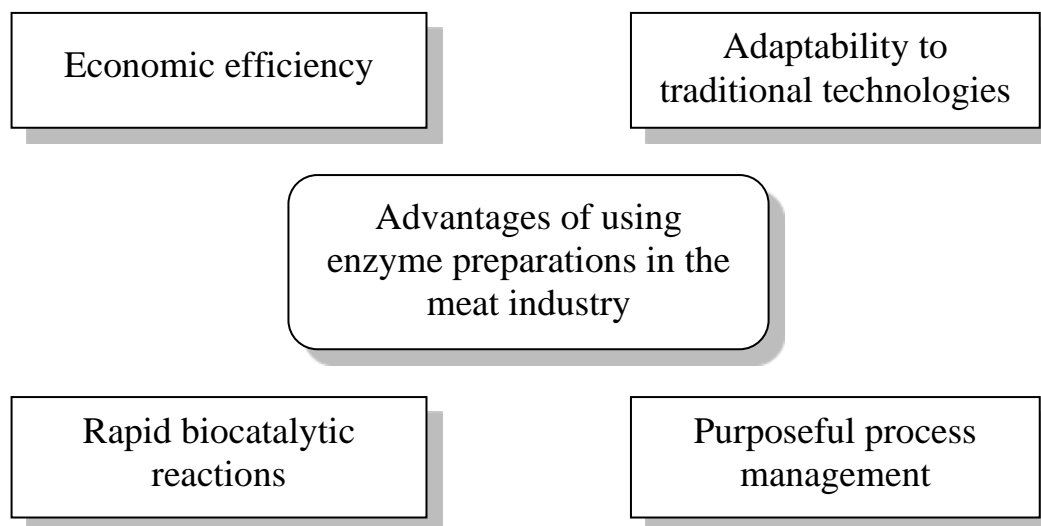 Economic efficiency
Adaptability to
traditional technologies
Advantages of using
enzyme preparations in the
meat industry
Rapid biocatalytic
reactions
Purposeful process
management